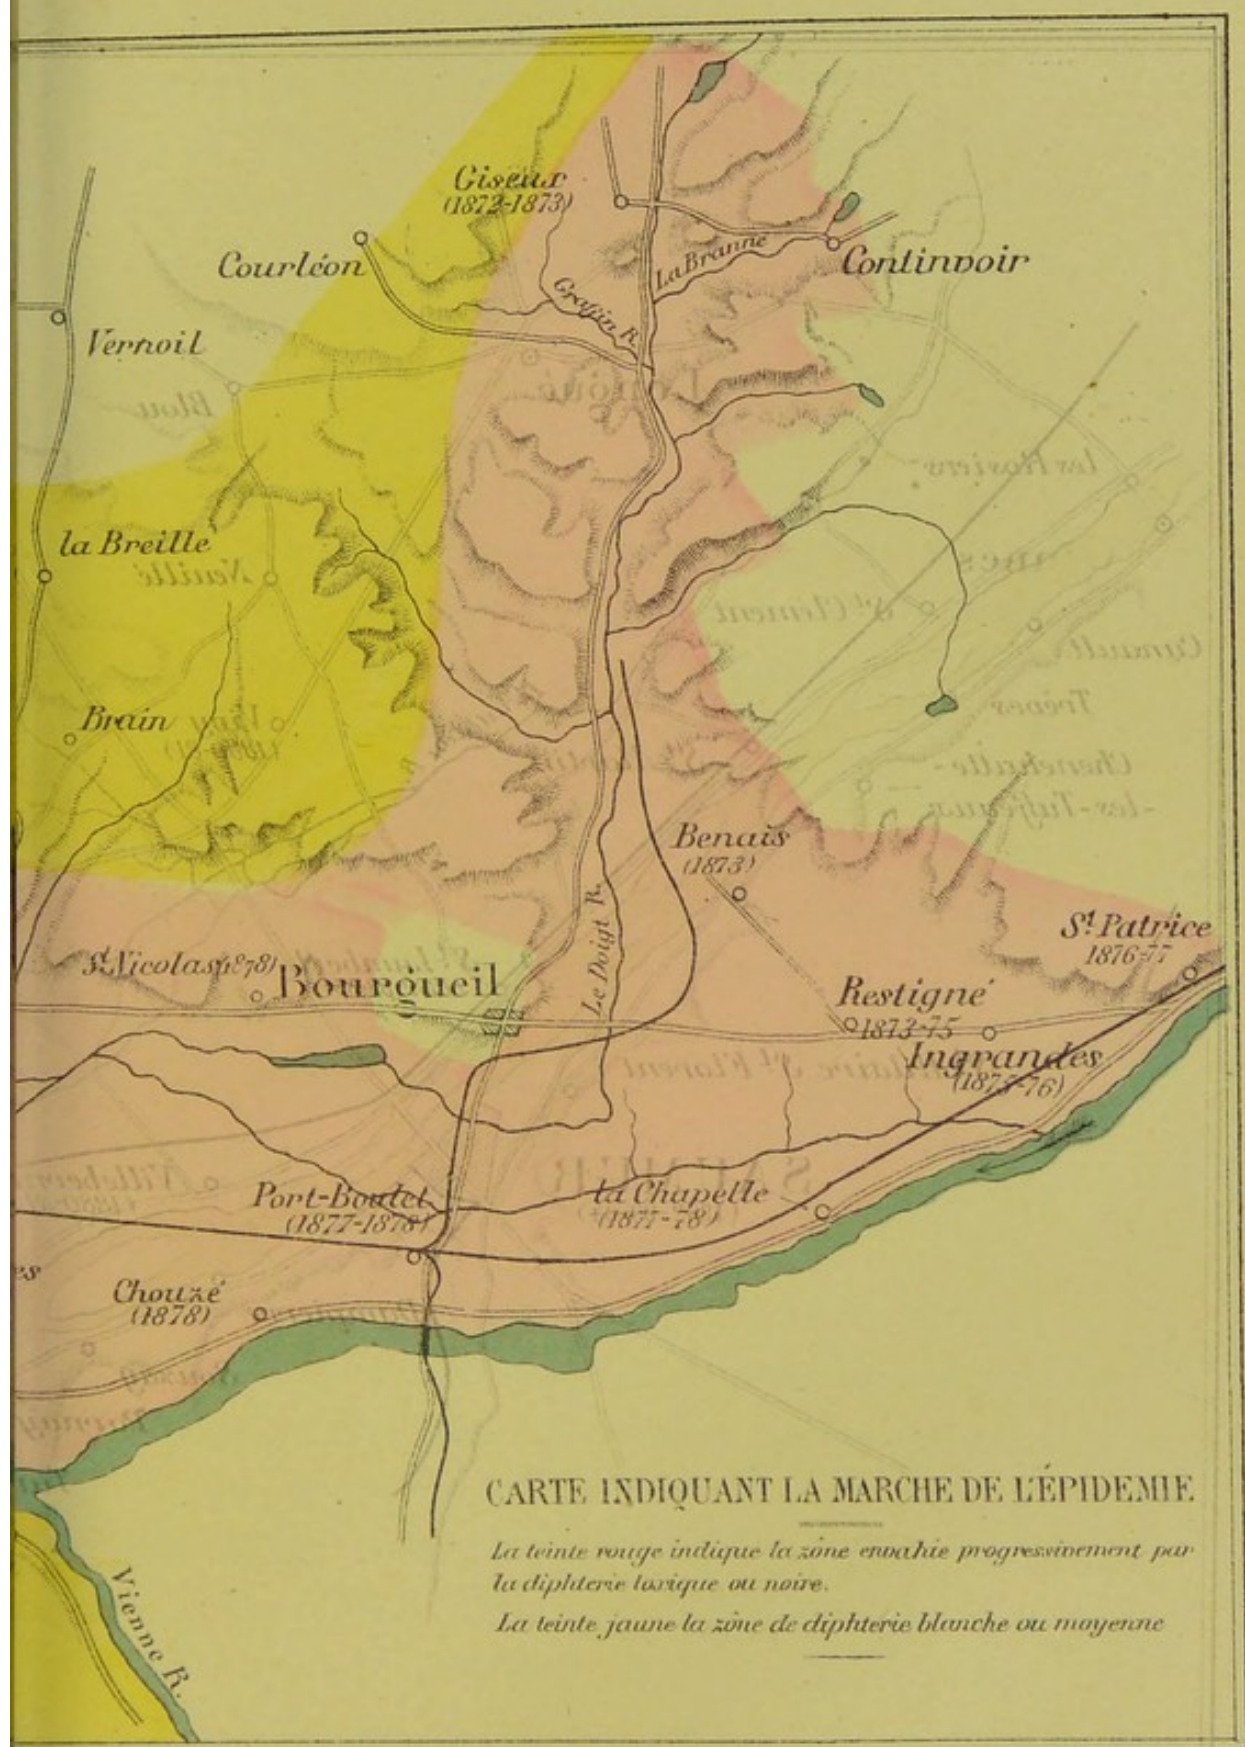 Giseux
(1872-1873)
Courléon
Continvoir
La Branne
Graffin R.
Vernoil
la Breille
Brain
Benais
(1873)
Le Doigt R.
St. Patrice
1876-77
St. Nicolas (1878)
Bourgueil
Restigné
1873-75
Ingrandes
(1875-76)
Port-Boulet
(1877-1878)
la Chapelle
(1877-78)
es
Chouzé
(1878)
Vienne R.
CARTE INDIQUANT LA MARCHE DE L'ÉPIDEMIE
La teinte rouge indique la zône envahie progressivement par
la diphterie toxique ou noire.
La teinte jaune la zône de diphterie blanche ou moyenne